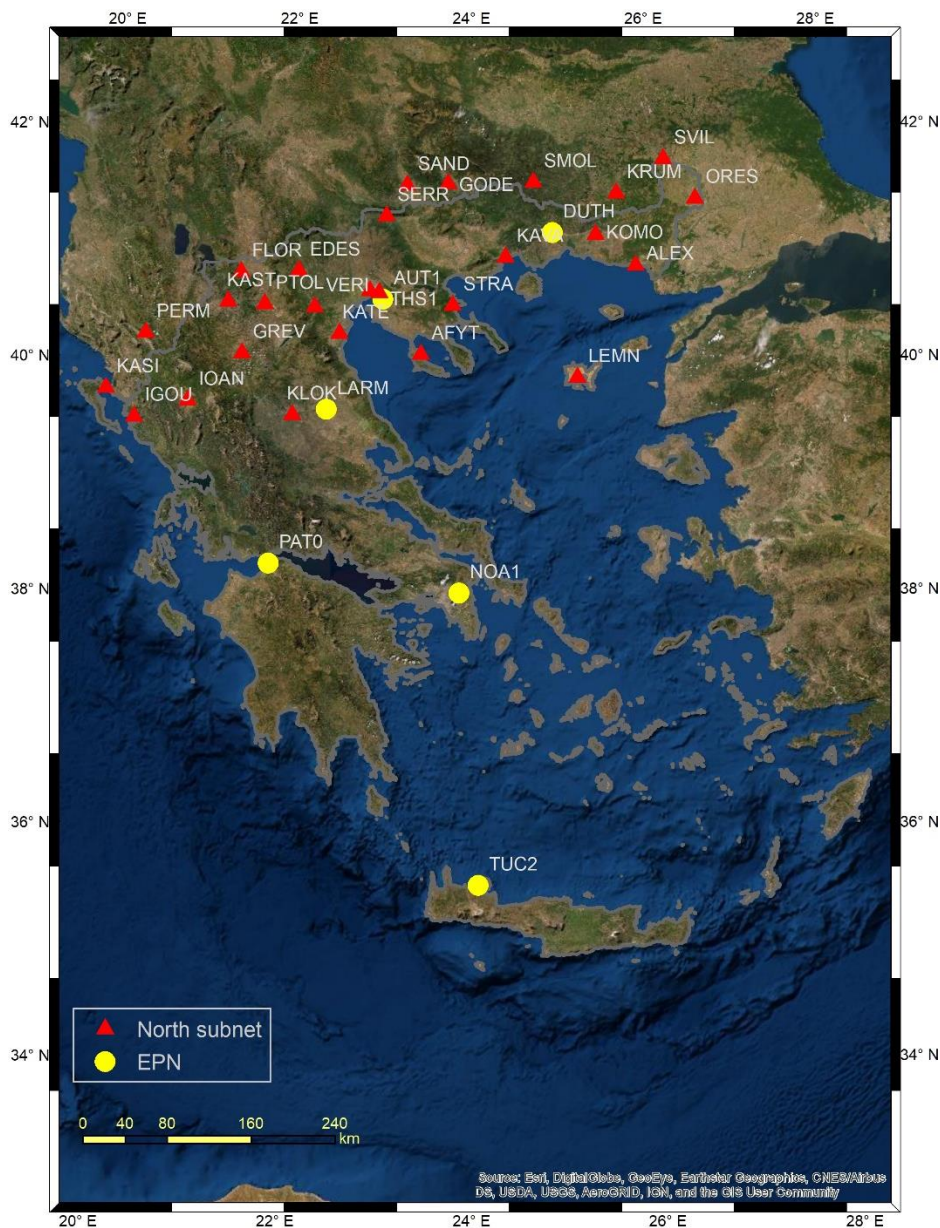 20° E 22° E 24° E 26° E 28° E
42° N 42° N
SVIL
SAND SMOL KRUM
GODE ORES
SERR
DUTH
KAVA KOMO
FLOR EDES ALEX
KAST PTOL VERI AUT1 STRA
THS1
PERM KATE
GREV AFYT
40° N LEMN 40° N
KASI IOAN
IGOU KLOK LARM
PAT0
NOA1
38° N 38° N
36° N 36° N
TUC2
North subnet
EPN
34° N 34° N
0 40 80 160 240
km
Source: Esri, DigitalGlobe, GeoEye, Earthstar Geographics, CNES/Airbus
DS, USDA, USGS, AeroGRID, IGN, and the GIS User Community
20° E 22° E 24° E 26° E 28° E